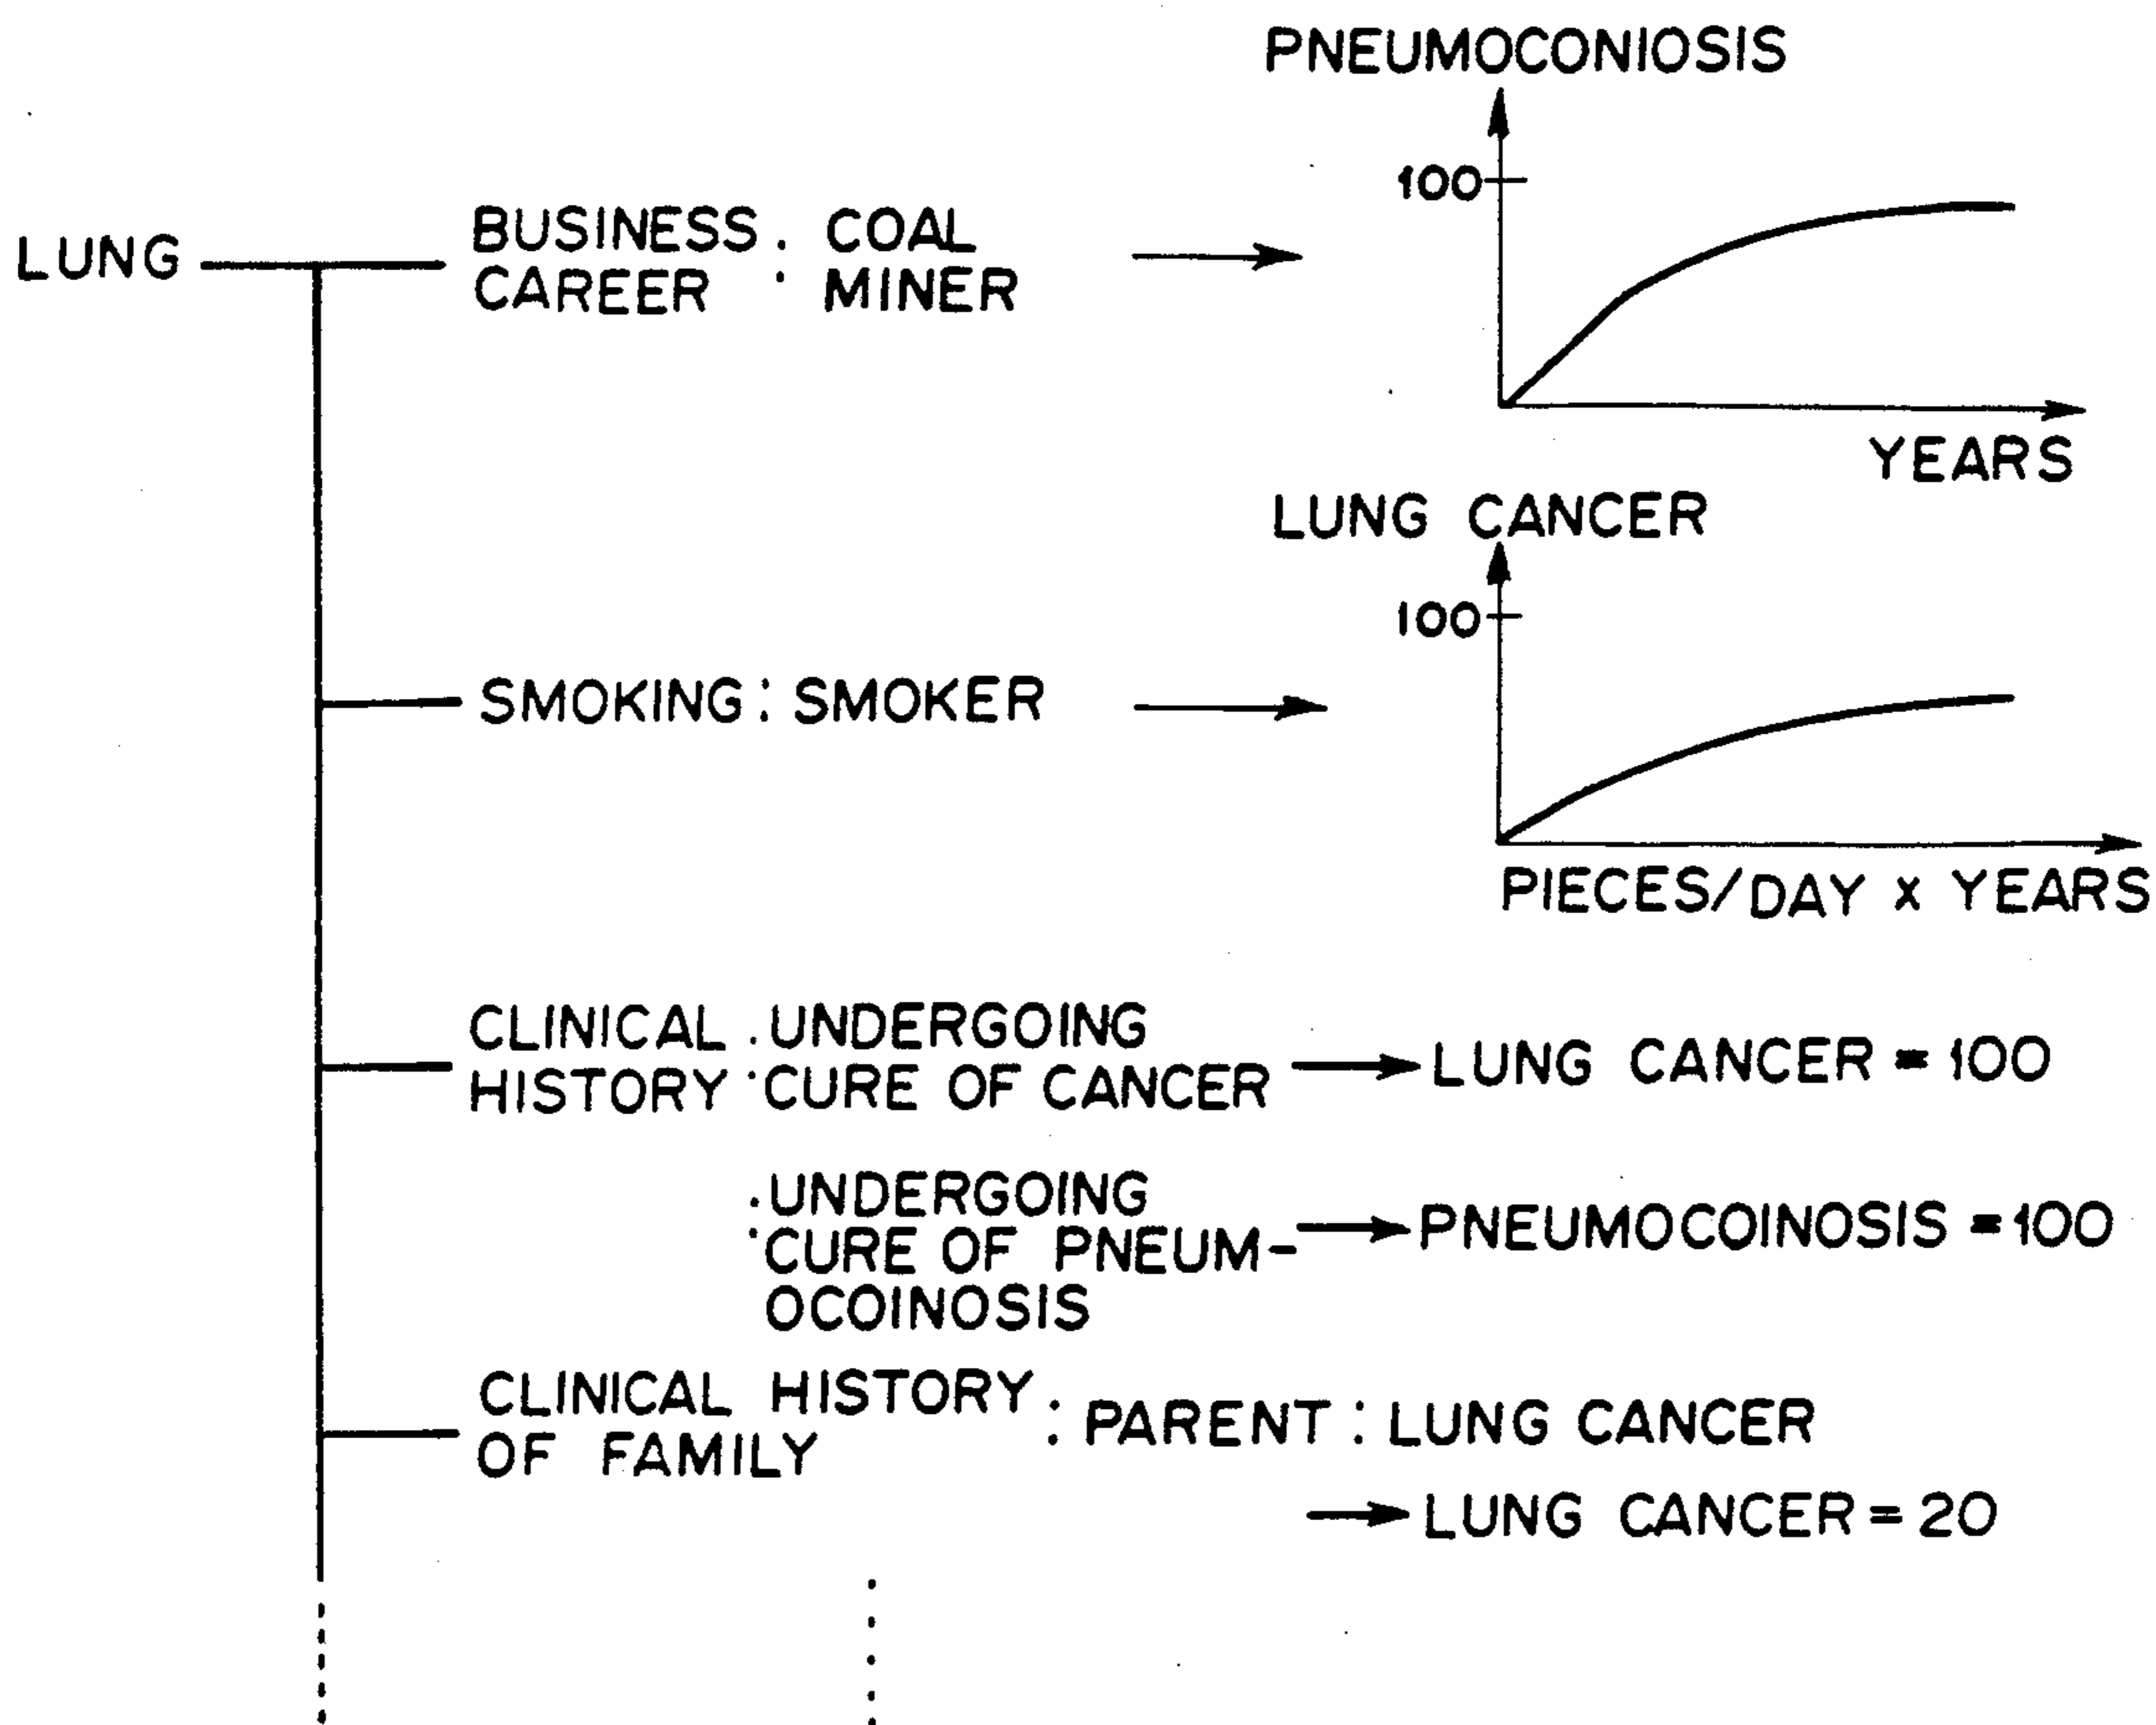 PNEUMOCONIOSIS
100
LUNG
BUSINESS : COAL
CAREER : MINER
YEARS
LUNG CANCER
100
SMOKING : SMOKER
PIECES/DAY x YEARS
CLINICAL : UNDERGOING
HISTORY CURE OF CANCER
LUNG CANCER = 100
: UNDERGOING
CURE OF PNEUM-
OCOINOSIS
PNEUMOCOINOSIS = 100
CLINICAL HISTORY
OF FAMILY
: PARENT : LUNG CANCER
LUNG CANCER = 20